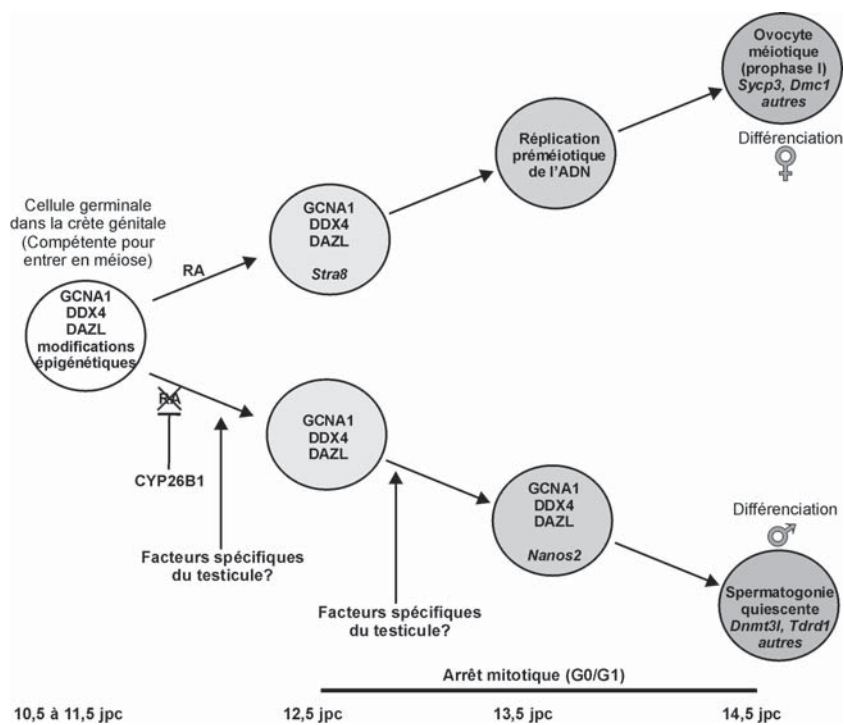 Ovocyte
méiotique
(prophase I)
Sycp3, Dmc1
autres
Différenciation
Réplication
préméiotique
de l'ADN
Cellule germinale
dans la crète génitale
(Compétente pour
entrer en méiose)
RA
GCNA1
DDX4
DAZL
Stra8
GCNA1
DDX4
DAZL
modifications
épigénétiques
RA
CYP26B1
GCNA1
DDX4
DAZL
Facteurs spécifiques
du testicule?
GCNA1
DDX4
DAZL
Nanos2
Facteurs spécifiques
du testicule?
Différenciation
Spermatogonie
quiescente
Dnmt3l, Tdrd1
autres
Arrêt mitotique (G0/G1)
10,5 à 11,5 jpc
12,5 jpc
13,5 jpc
14,5 jpc